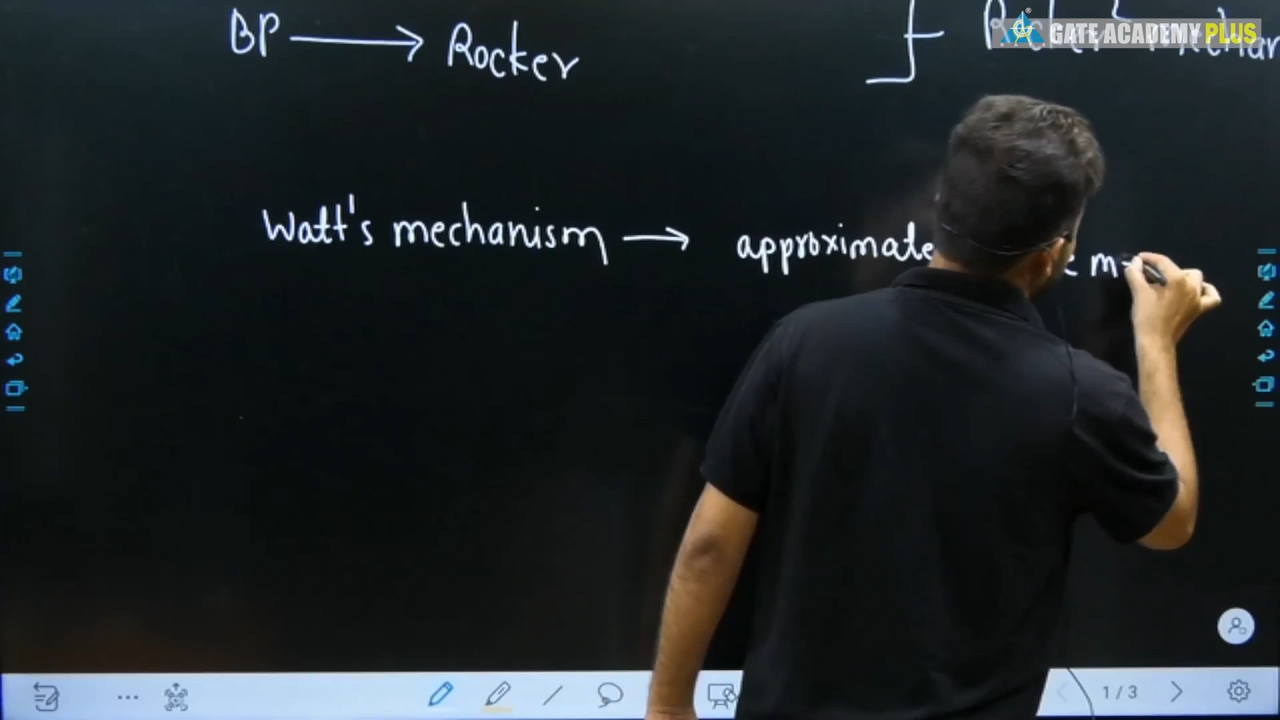 BP → Rocker
GATE ACADEMY PLUS
Watt's mechanism → approximate
1/3